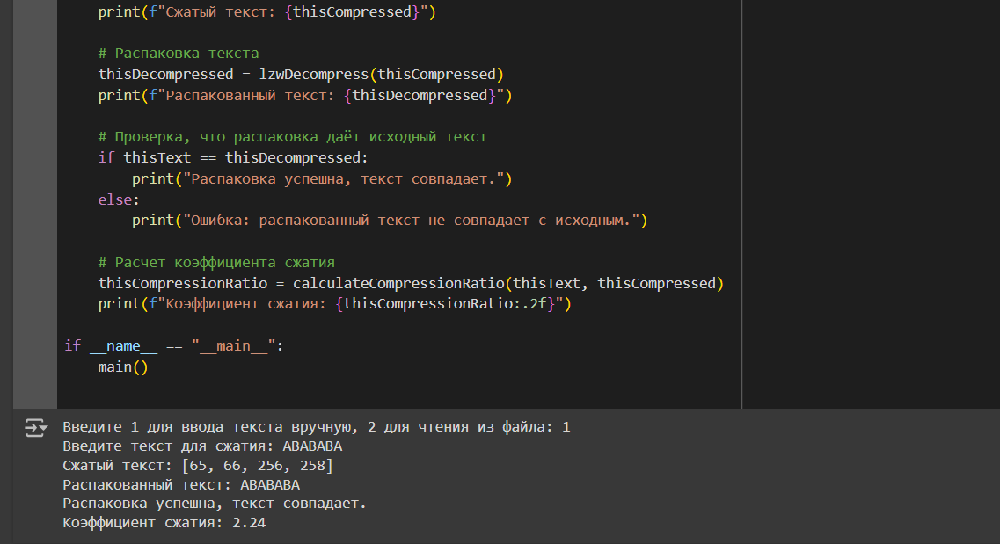 print(f"Сжатый текст: {thisCompressed}")
# Распаковка текста
thisDecompressed = lzwDecompress(thisCompressed)
print(f"Распакованный текст: {thisDecompressed}")
# Проверка, что распаковка даёт исходный текст
if thisText == thisDecompressed:
print("Распаковка успешна, текст совпадает.")
else:
print("Ошибка: распакованный текст не совпадает с исходным.")
# Расчет коэффициента сжатия
thisCompressionRatio = calculateCompressionRatio(thisText, thisCompressed)
print(f"Коэффициент сжатия: {thisCompressionRatio:.2f}")
if __name__ == "__main__":
main()
Введите 1 для ввода текста вручную, 2 для чтения из файла: 1
Введите текст для сжатия: ABABABA
Сжатый текст: [65, 66, 256, 258]
Распакованный текст: ABABABA
Распаковка успешна, текст совпадает.
Коэффициент сжатия: 2.24